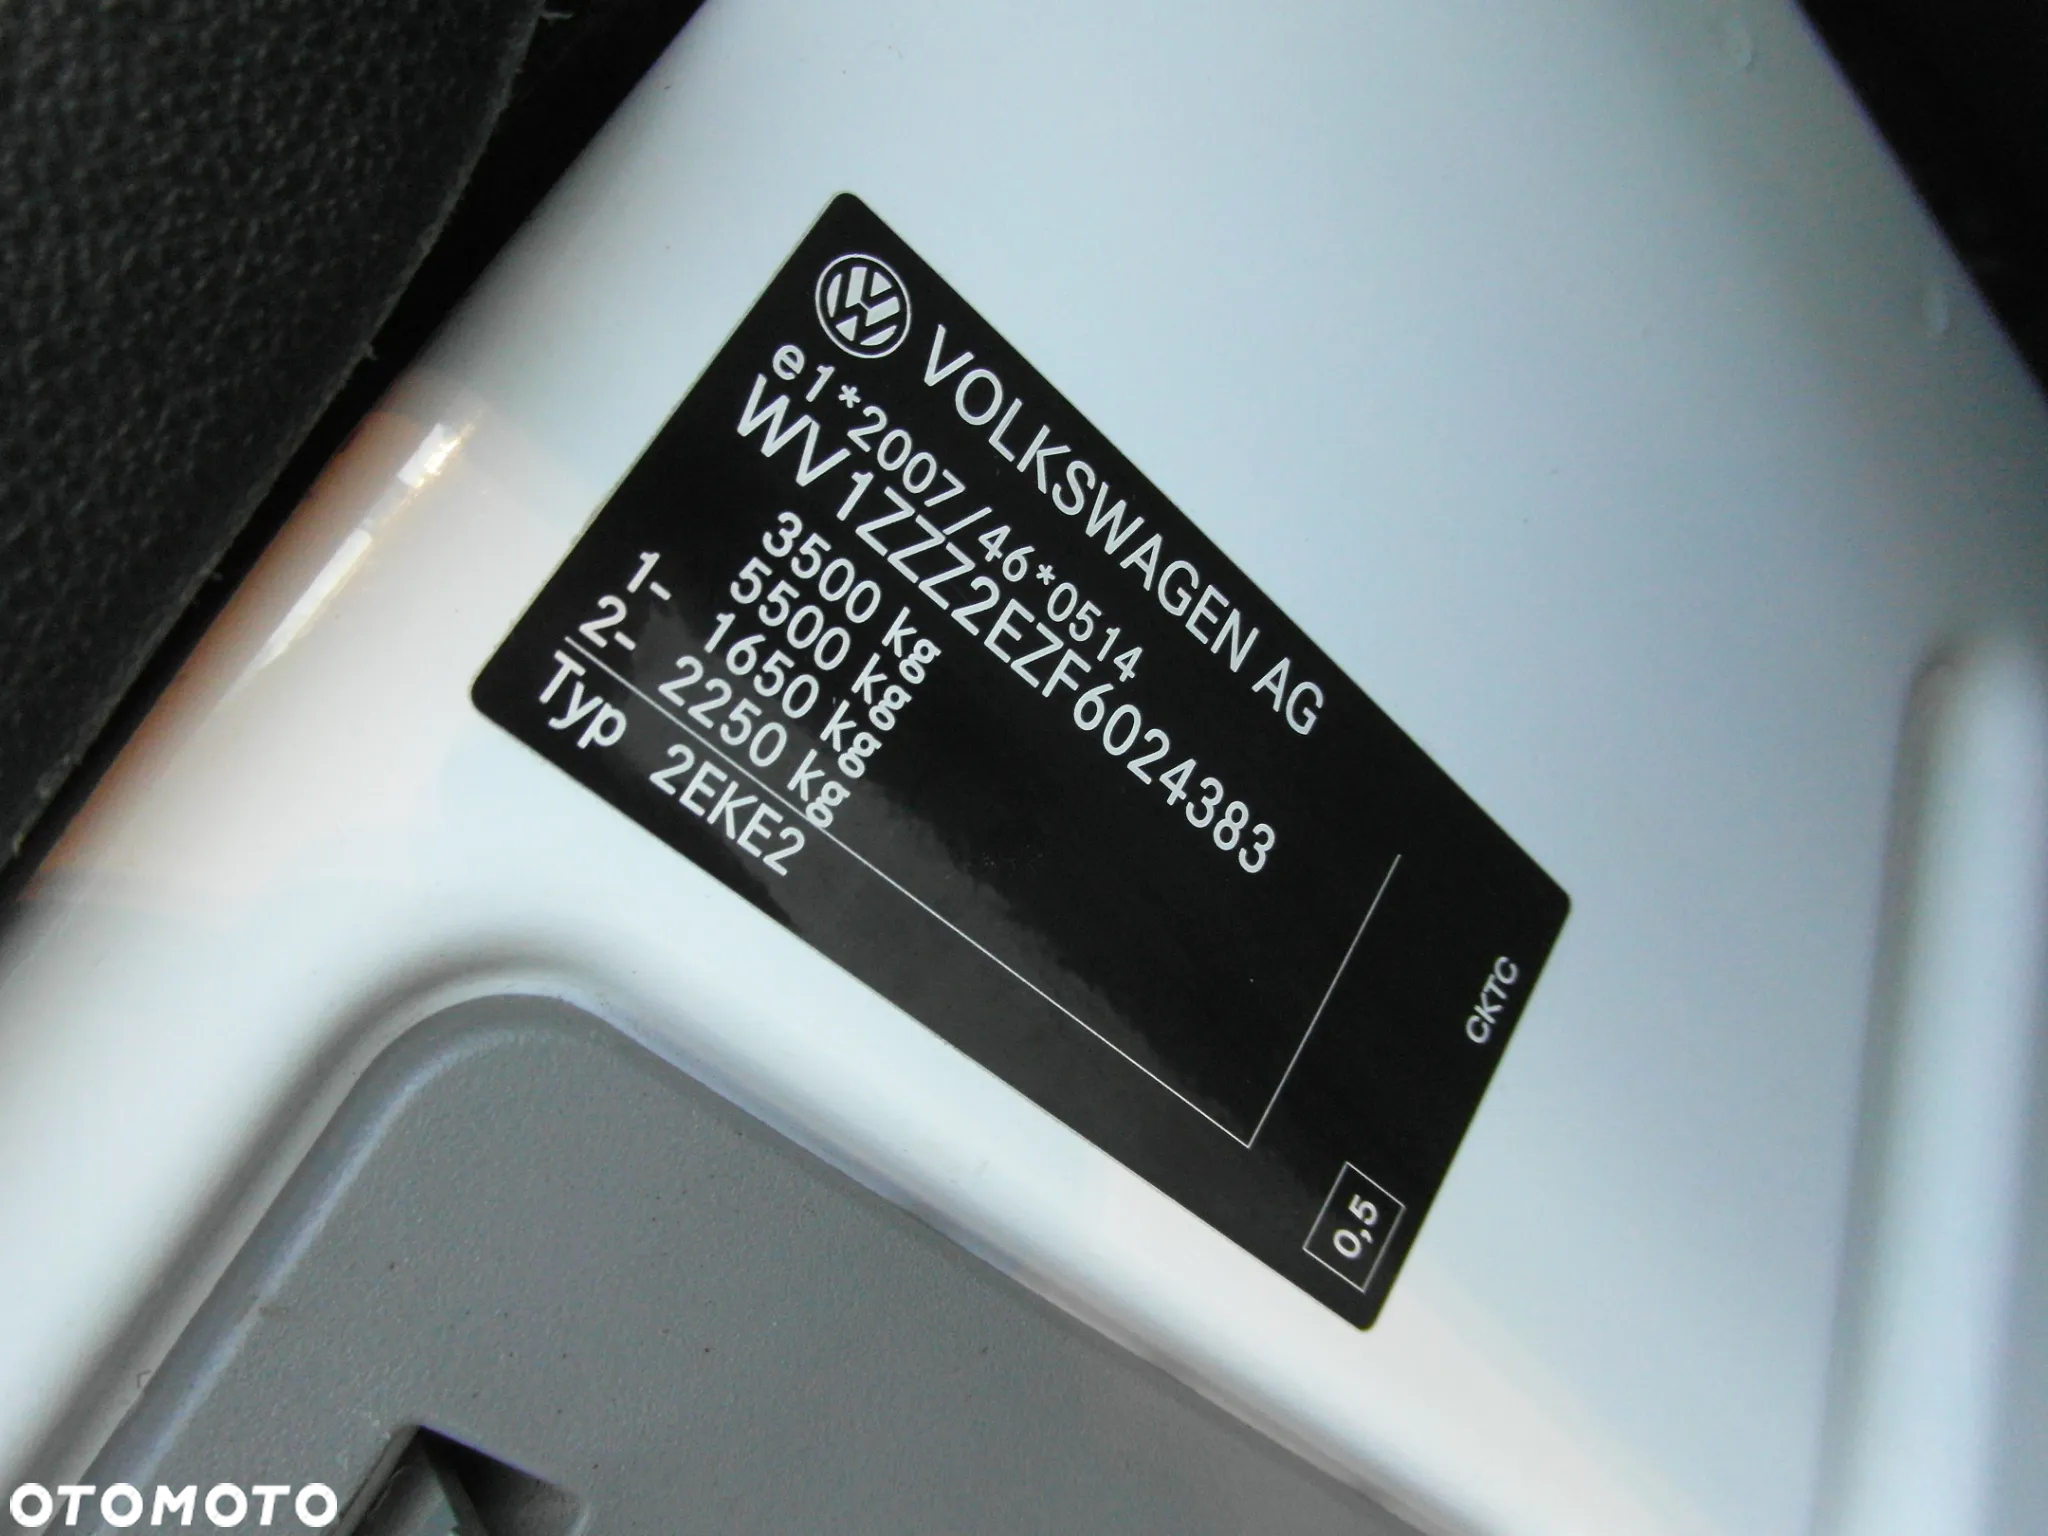 VOLKSWAGEN AG
e1*2007/46*0514
WV1ZZZ2EZF6024383
3500 kg
5500 kg
1- 1650 kg
2- 2250 kg
Typ 2EKE2
CKTC
0,5
OTOMOTO